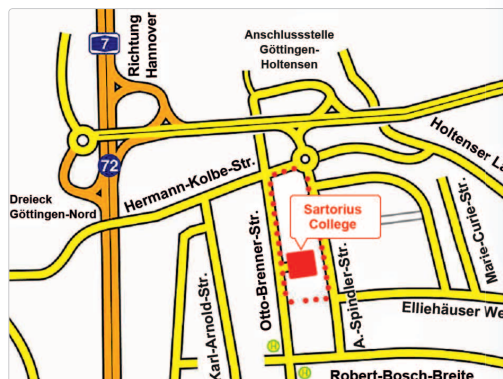 7
Richtung
Hannover
Anschlussstelle
Göttingen-
Holtensen
72
Dreieck
Göttingen-Nord
Hermann-Kolbe-Str.
Holtenser La
Sartorius
College
Marie-Curie-Str.
Karl-Arnold-Str.
Otto-Brenner-Str.
A.-Spindler-Str.
Elliehäuser We
H
H
Robert-Bosch-Breite